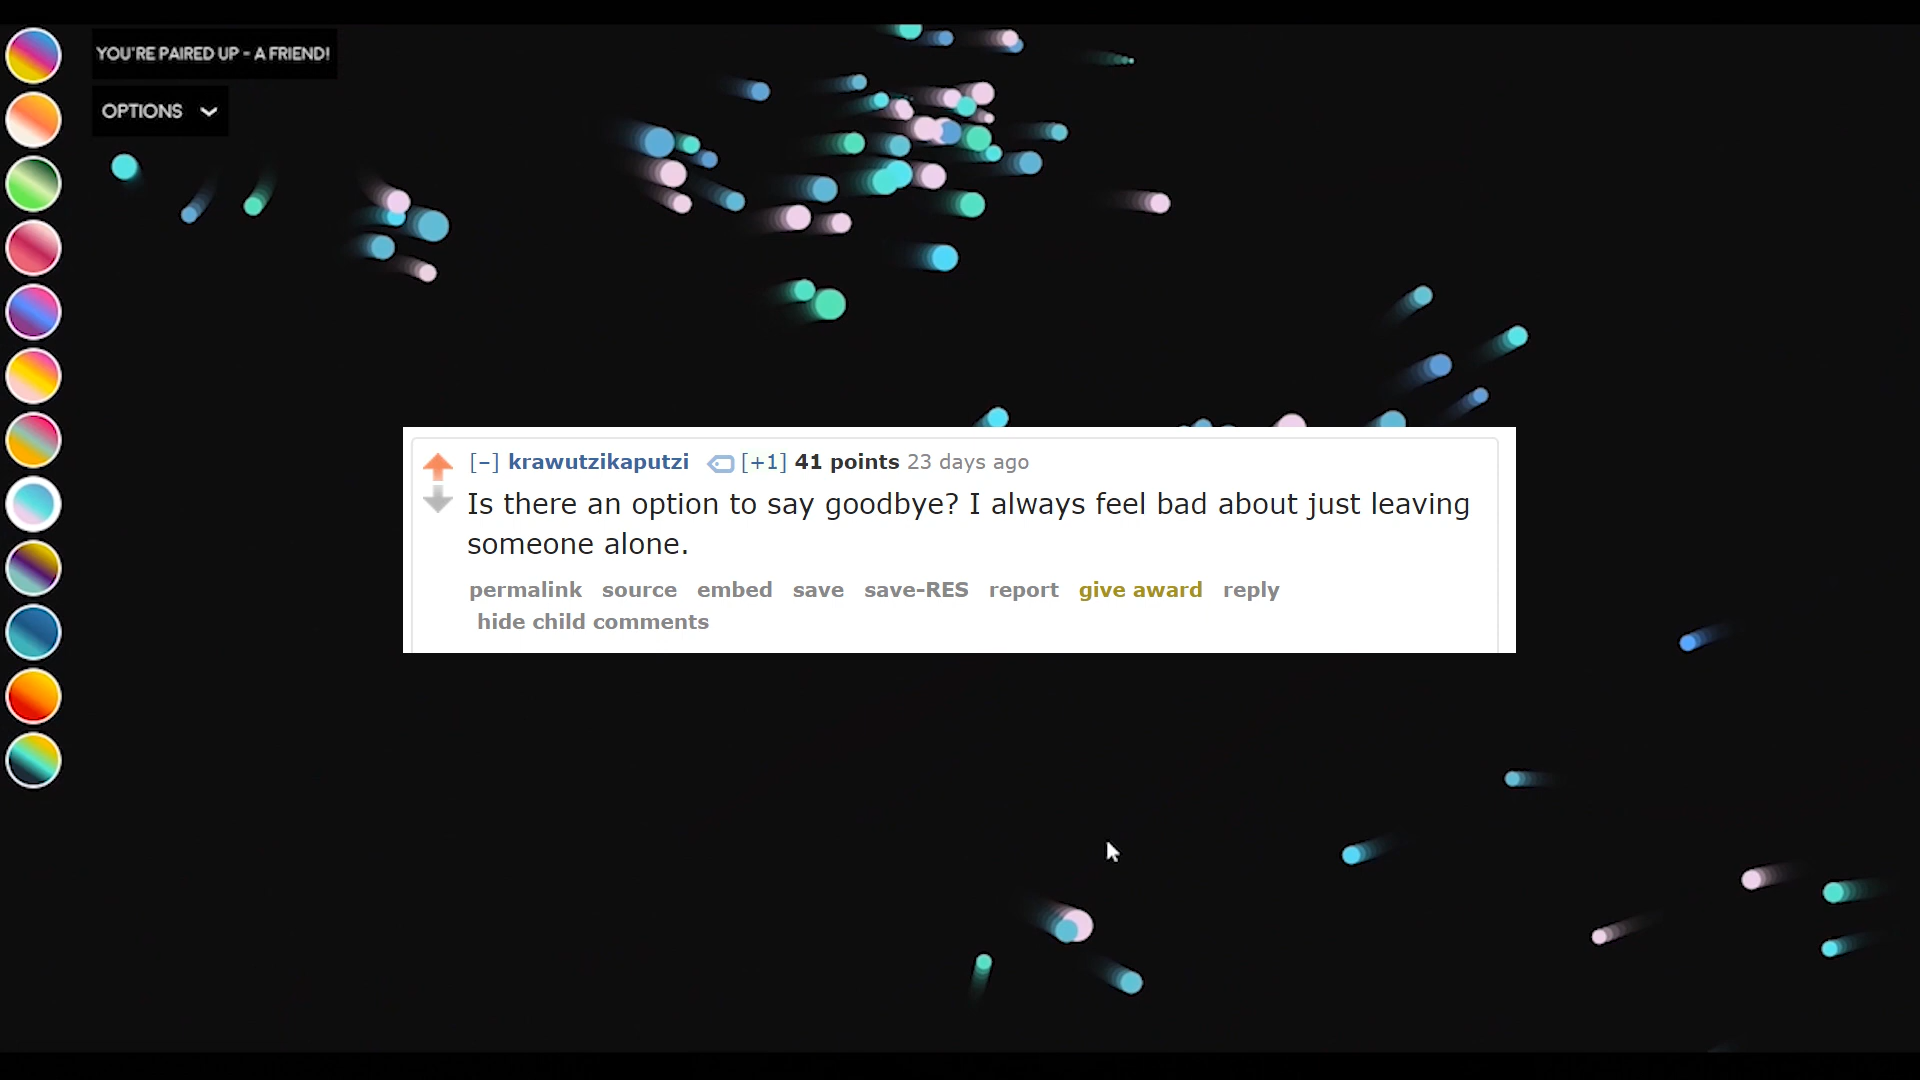 YOU'RE PAIRED UP - A FRIEND!
OPTIONS
[–] krawutzikaputzi [+1] 41 points 23 days ago
Is there an option to say goodbye? I always feel bad about just leaving
someone alone.
permalink source embed save save-RES report give award reply
hide child comments